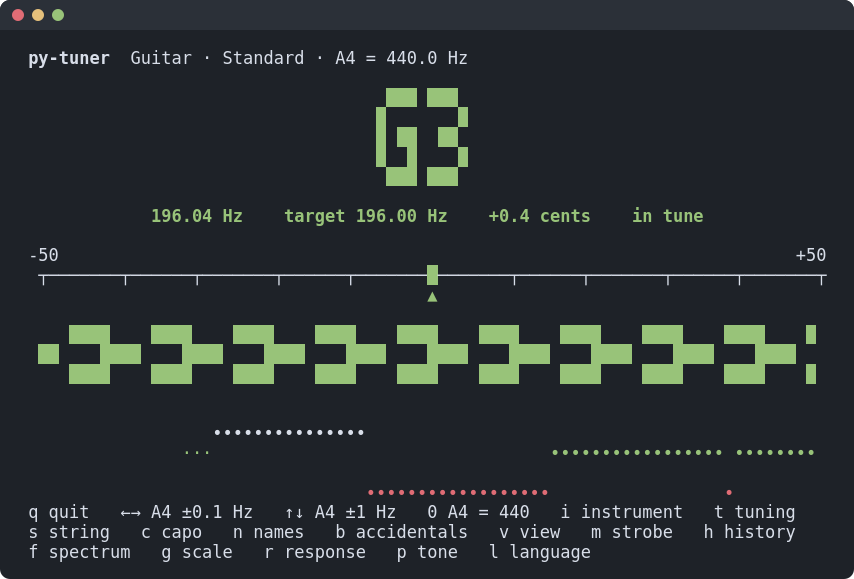 py-tuner  Guitar · Standard · A4 = 440.0 Hz
G3
196.04 Hz    target 196.00 Hz    +0.4 cents    in tune
-50    +50
q quit   ←→ A4 ±0.1 Hz   ↑↓ A4 ±1 Hz   0 A4 = 440   i instrument   t tuning
s string   c capo   n names   b accidentals   v view   m strobe   h history
f spectrum   g scale   r response   p tone   l language